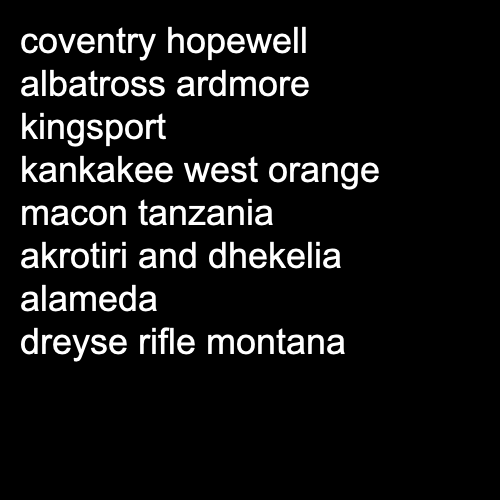 coventry hopewell
albatross ardmore
kingsport
kankakee west orange
macon tanzania
akrotiri and dhekelia
alameda
dreyse rifle montana